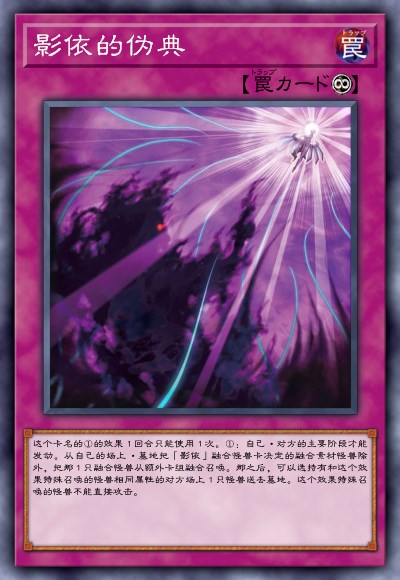 影依的伪典
トラップ
罠
トラップ
【罠カード】
这个卡名的①的效果1回合只能使用1次。①：自己·对方的主要阶段才能
发动。从自己的场上·墓地把「影依」融合怪兽卡决定的融合素材怪兽除
外，把那1只融合怪兽从额外卡组融合召唤。那之后，可以选持有和这个效
果特殊召唤的怪兽相同属性的对方场上1只怪兽送去墓地。这个效果特殊召
唤的怪兽不能直接攻击。